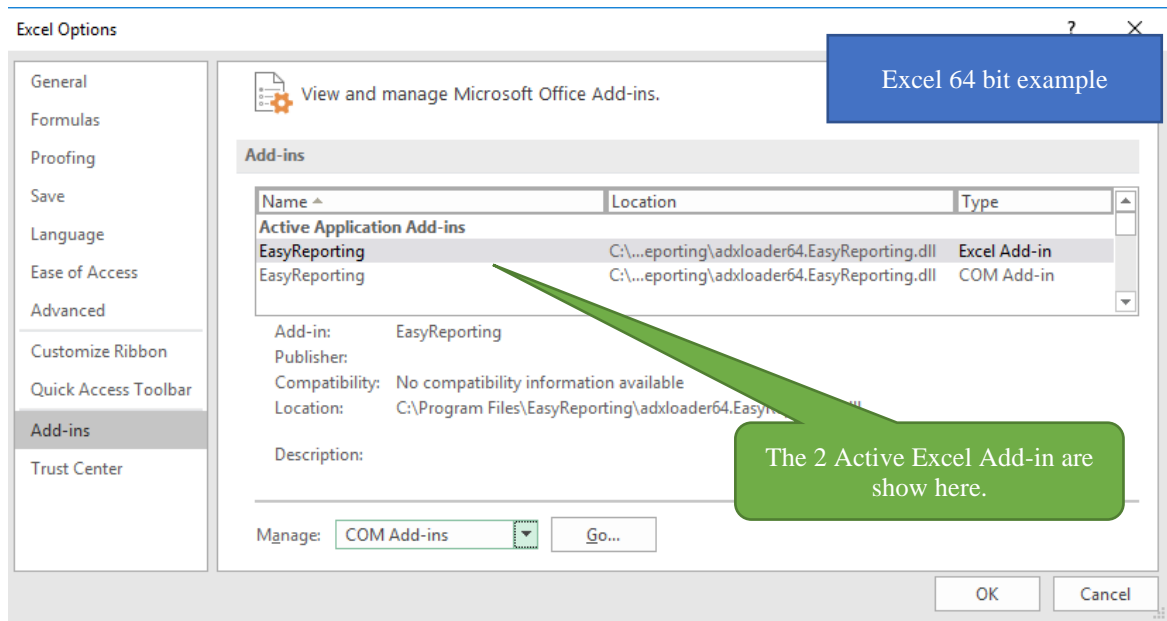 Excel Options
?
Excel 64 bit example
General
Formulas
Proofing
Save
Language
Ease of Access
Advanced
Customize Ribbon
Quick Access Toolbar
Add-ins
Trust Center
View and manage Microsoft Office Add-ins.
Add-ins
Name Location Type
Active Application Add-ins
EasyReporting C:\...eporting\adxloader64.EasyReporting.dll Excel Add-in
EasyReporting C:\...eporting\adxloader64.EasyReporting.dll COM Add-in
Add-in: EasyReporting
Publisher:
Compatibility: No compatibility information available
Location: C:\Program Files\EasyReporting\adxloader64.Easy
Description:
The 2 Active Excel Add-in are
show here.
Manage: COM Add-ins Go...
OK Cancel